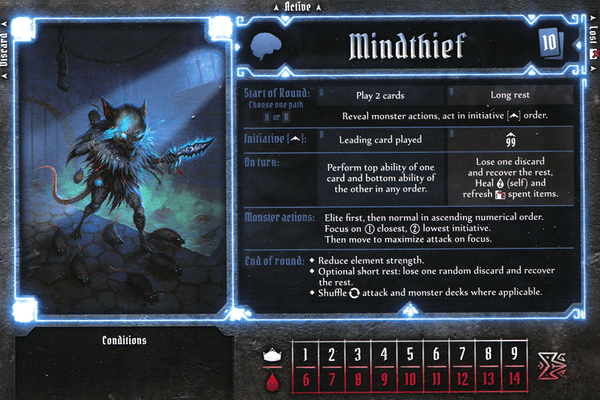 Active
Discard
Lost
Mindthief
10
Start of Round:
Choose one path
or
Play 2 cards
Long rest
Reveal monster actions, act in initiative [ ] order.
Initiative [ ]:
Leading card played
99
On turn:
Perform top ability of one
card and bottom ability of
the other in any order.
Lose one discard
and recover the rest,
Heal 2 (self) and
refresh spent items.
Monster actions:
Elite first, then normal in ascending numerical order.
Focus on ① closest, ② lowest initiative.
Then move to maximize attack on focus.
End of round:
◆ Reduce element strength.
◆ Optional short rest: lose one random discard and recover
the rest.
◆ Shuffle attack and monster decks where applicable.
Conditions
1 2 3 4 5 6 7 8 9
6 7 8 9 10 11 12 13 14